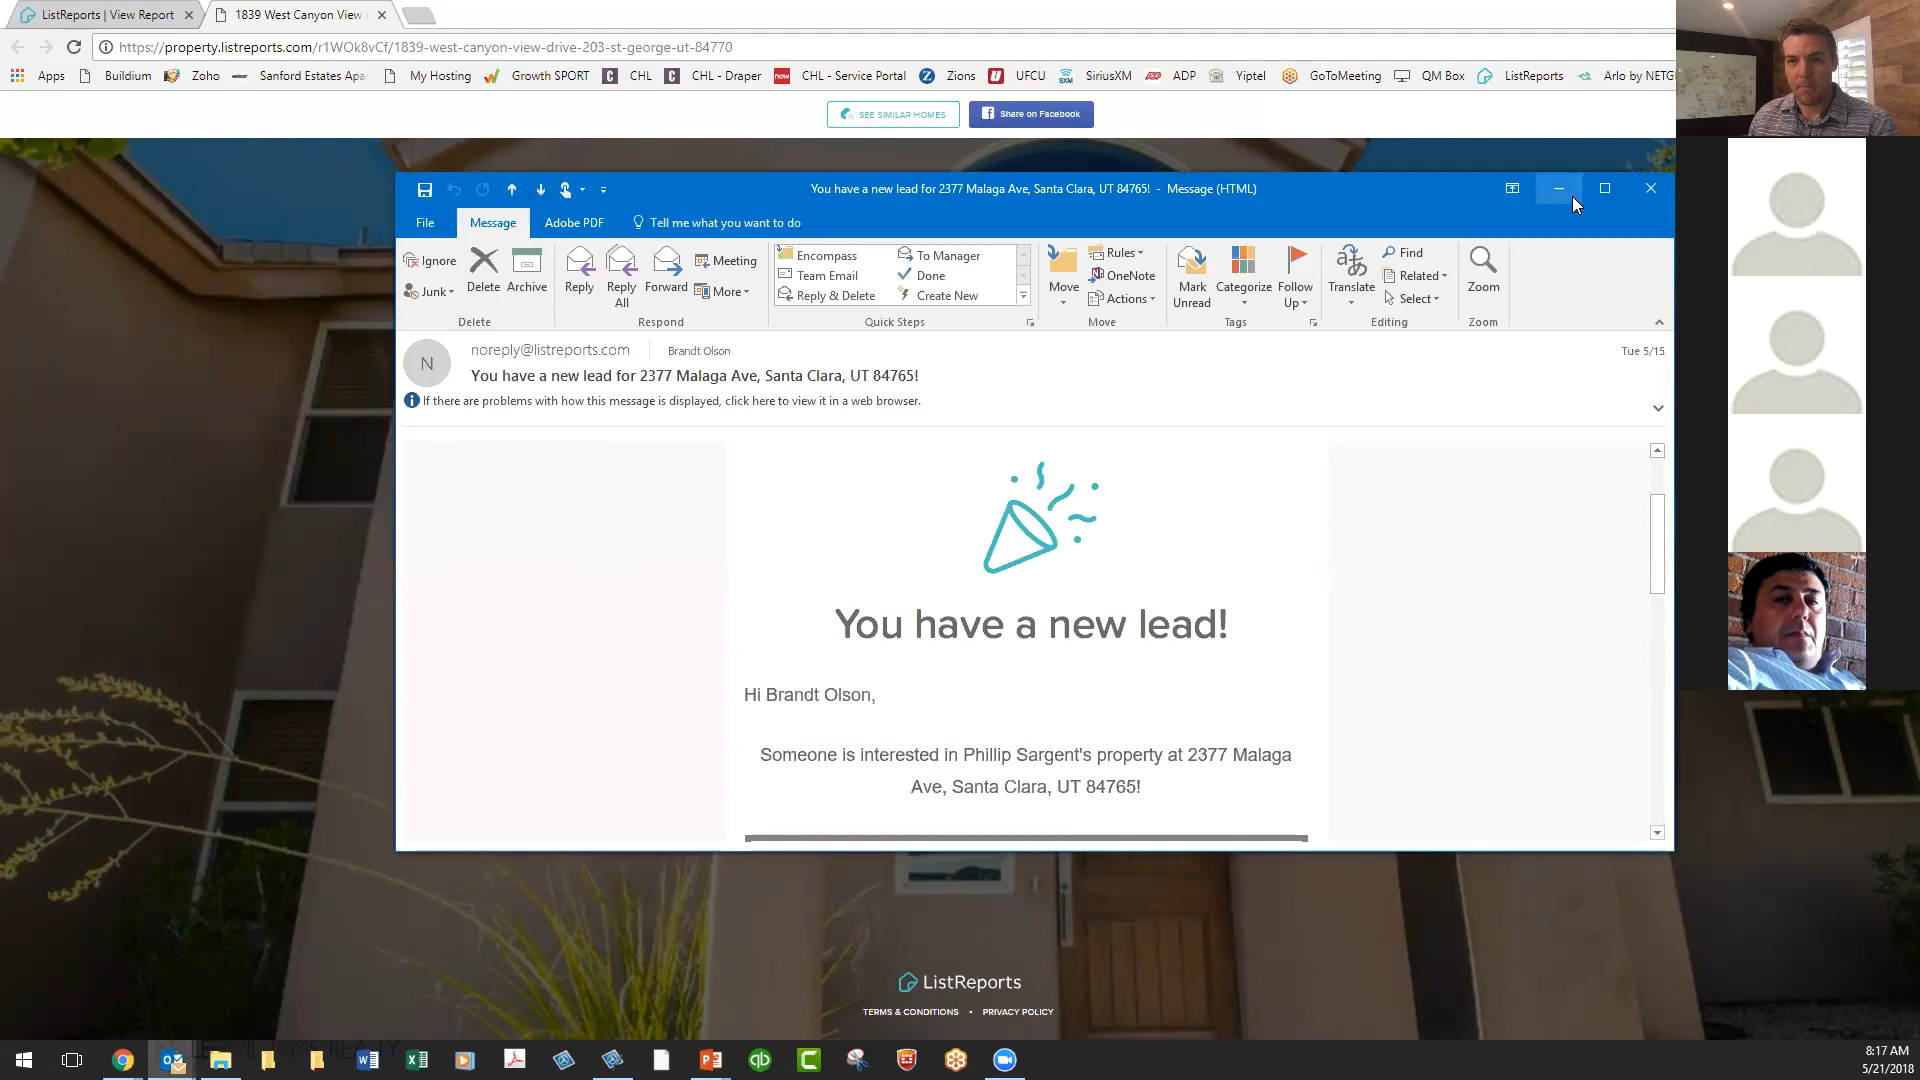 ListReports | View Report
1839 West Canyon View
https://property.listreports.com/r1WOk8vCf/1839-west-canyon-view-drive-203-st-george-ut-84770
Apps Buildium Zoho Sanford Estates Apa My Hosting Growth SPORT CHL CHL - Draper CHL - Service Portal Zions UFCU SiriusXM ADP Yiptel GoToMeeting QM Box ListReports Arlo by NETG
SEE SIMILAR HOMES
Share on Facebook
You have a new lead for 2377 Malaga Ave, Santa Clara, UT 84765! - Message (HTML)
File Message Adobe PDF Tell me what you want to do
Ignore
Junk
Delete
Archive
Delete
Reply
Reply
All
Forward
Meeting
More
Respond
Encompass
To Manager
Team Email
Done
Reply & Delete
Create New
Quick Steps
Move
Rules
OneNote
Actions
Move
Mark
Unread
Categorize
Follow
Up
Tags
Translate
Find
Related
Select
Editing
Zoom
Zoom
N
noreply@listreports.com
Brandt Olson
Tue 5/15
You have a new lead for 2377 Malaga Ave, Santa Clara, UT 84765!
If there are problems with how this message is displayed, click here to view it in a web browser.
You have a new lead!
Hi Brandt Olson,
Someone is interested in Phillip Sargent's property at 2377 Malaga
Ave, Santa Clara, UT 84765!
ListReports
TERMS & CONDITIONS • PRIVACY POLICY
8:17 AM
5/21/2018